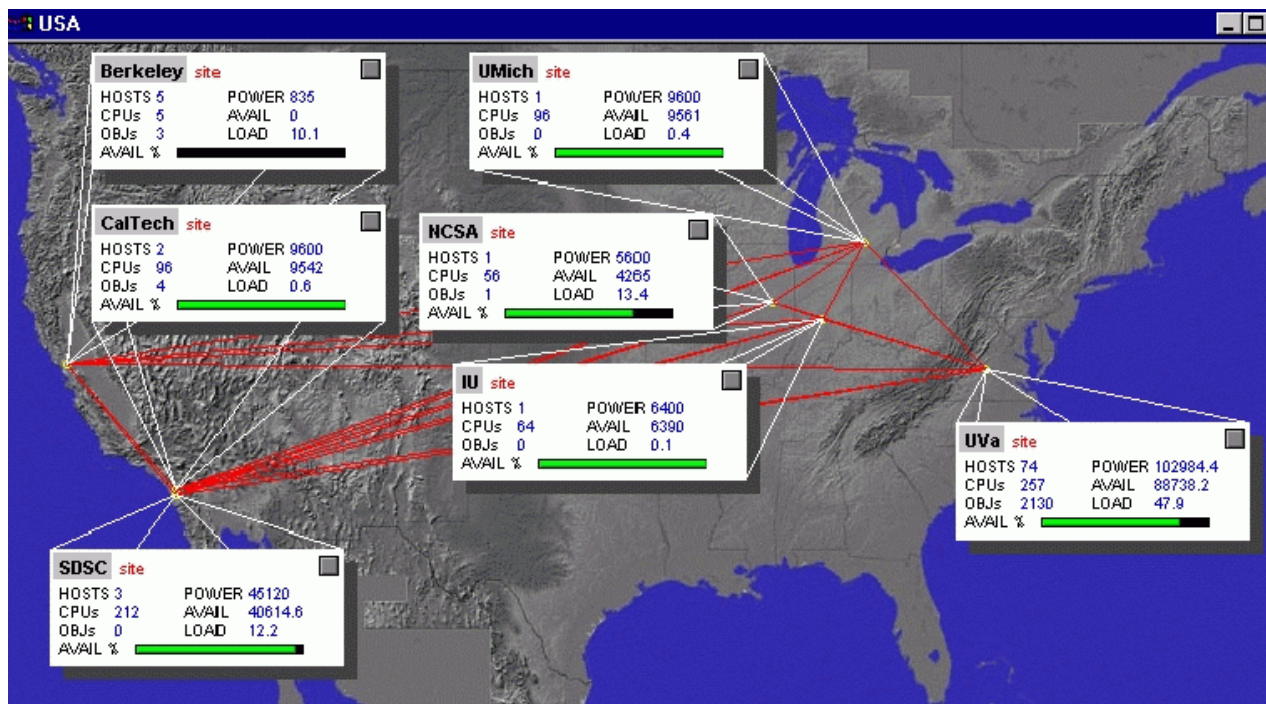 USA
Berkeley site
HOSTS 5 POWER 835
CPUs 5 AVAIL 0
OBJs 3 LOAD 10.1
AVAIL %
UMich site
HOSTS 1 POWER 9600
CPUs 96 AVAIL 9561
OBJs 0 LOAD 0.4
AVAIL %
CalTech site
HOSTS 2 POWER 9600
CPUs 96 AVAIL 9542
OBJs 4 LOAD 0.6
AVAIL %
NCSA site
HOSTS 1 POWER 5600
CPUs 56 AVAIL 4265
OBJs 1 LOAD 13.4
AVAIL %
IU site
HOSTS 1 POWER 6400
CPUs 64 AVAIL 6390
OBJs 0 LOAD 0.1
AVAIL %
UVa site
HOSTS 74 POWER 102984.4
CPUs 257 AVAIL 88738.2
OBJs 2130 LOAD 47.9
AVAIL %
SDSC site
HOSTS 3 POWER 45120
CPUs 212 AVAIL 40614.6
OBJs 0 LOAD 12.2
AVAIL %